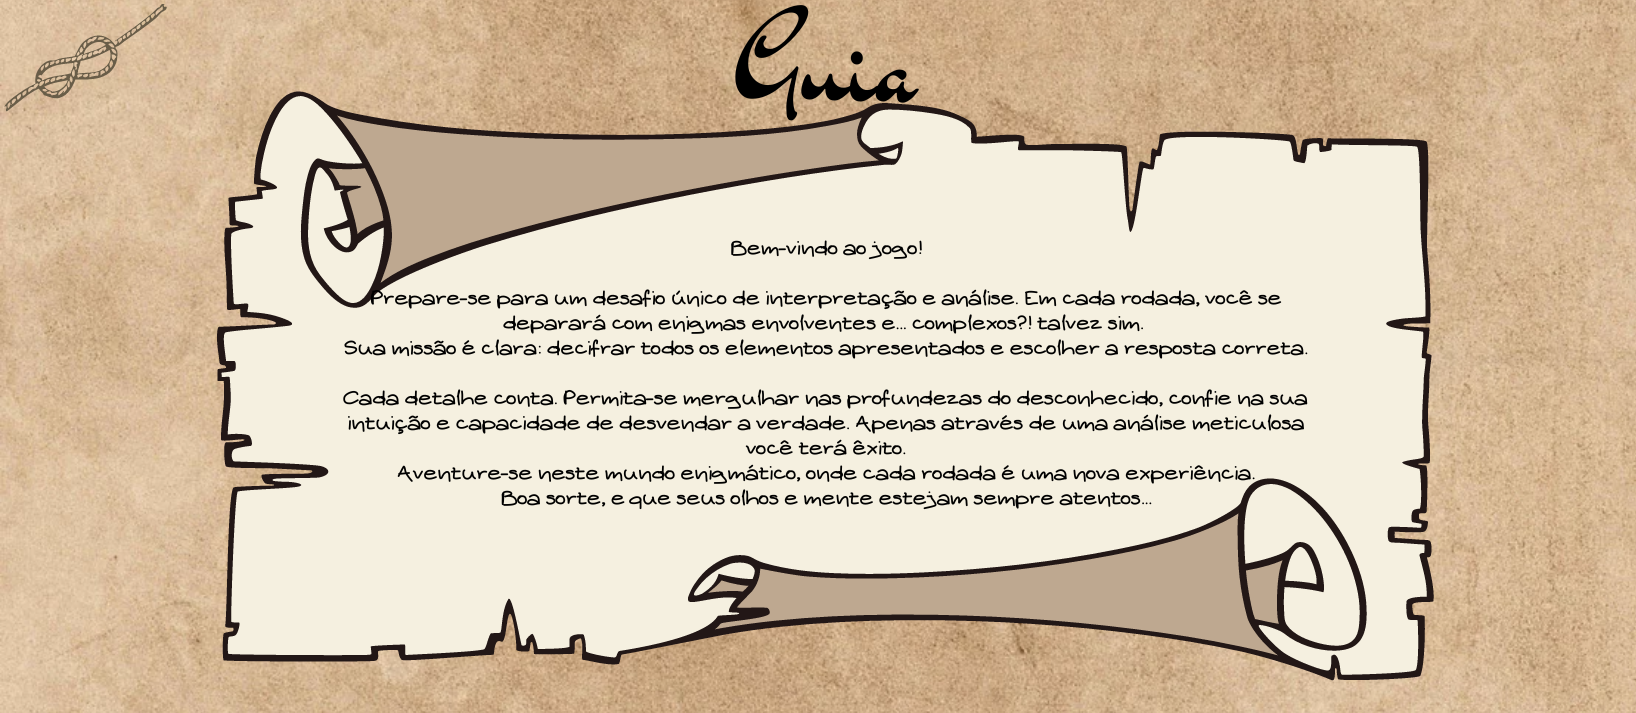 Guia
Bem-vindo ao jogo!
Prepare-se para um desafio único de interpretação e análise. Em cada rodada, você se
deparará com enigmas envolventes e... complexos?! talvez sim.
Sua missão é clara: decifrar todos os elementos apresentados e escolher a resposta correta.
Cada detalhe conta. Permita-se mergulhar nas profundezas do desconhecido, confie na sua
intuição e capacidade de desvendar a verdade. Apenas através de uma análise meticulosa
você terá êxito.
Aventure-se neste mundo enigmático, onde cada rodada é uma nova experiência.
Boa sorte, e que seus olhos e mente estejam sempre atentos...